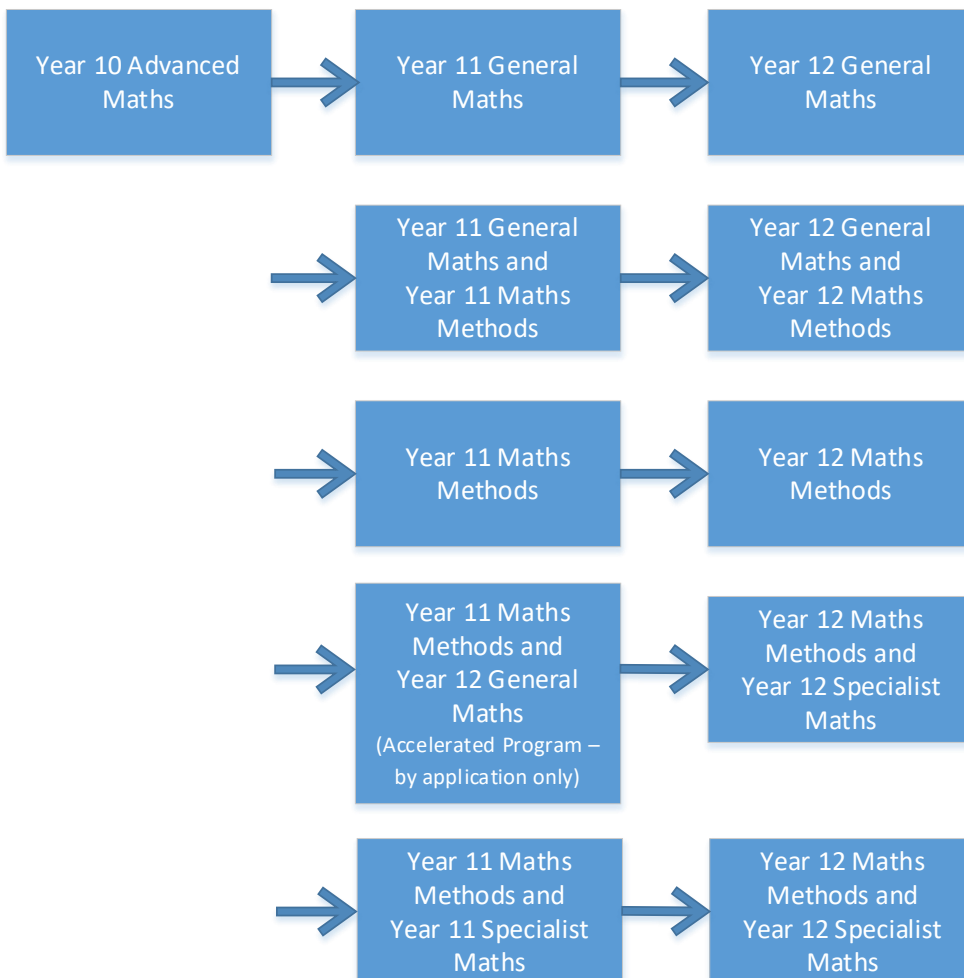 Year 10 Advanced
Maths
Year 11 General
Maths
Year 12 General
Maths
Year 11 General
Maths and
Year 11 Maths
Methods
Year 12 General
Maths and
Year 12 Maths
Methods
Year 11 Maths
Methods
Year 12 Maths
Methods
Year 11 Maths
Methods and
Year 12 General
Maths
(Accelerated Program –
by application only)
Year 12 Maths
Methods and
Year 12 Specialist
Maths
Year 11 Maths
Methods and
Year 11 Specialist
Maths
Year 12 Maths
Methods and
Year 12 Specialist
Maths